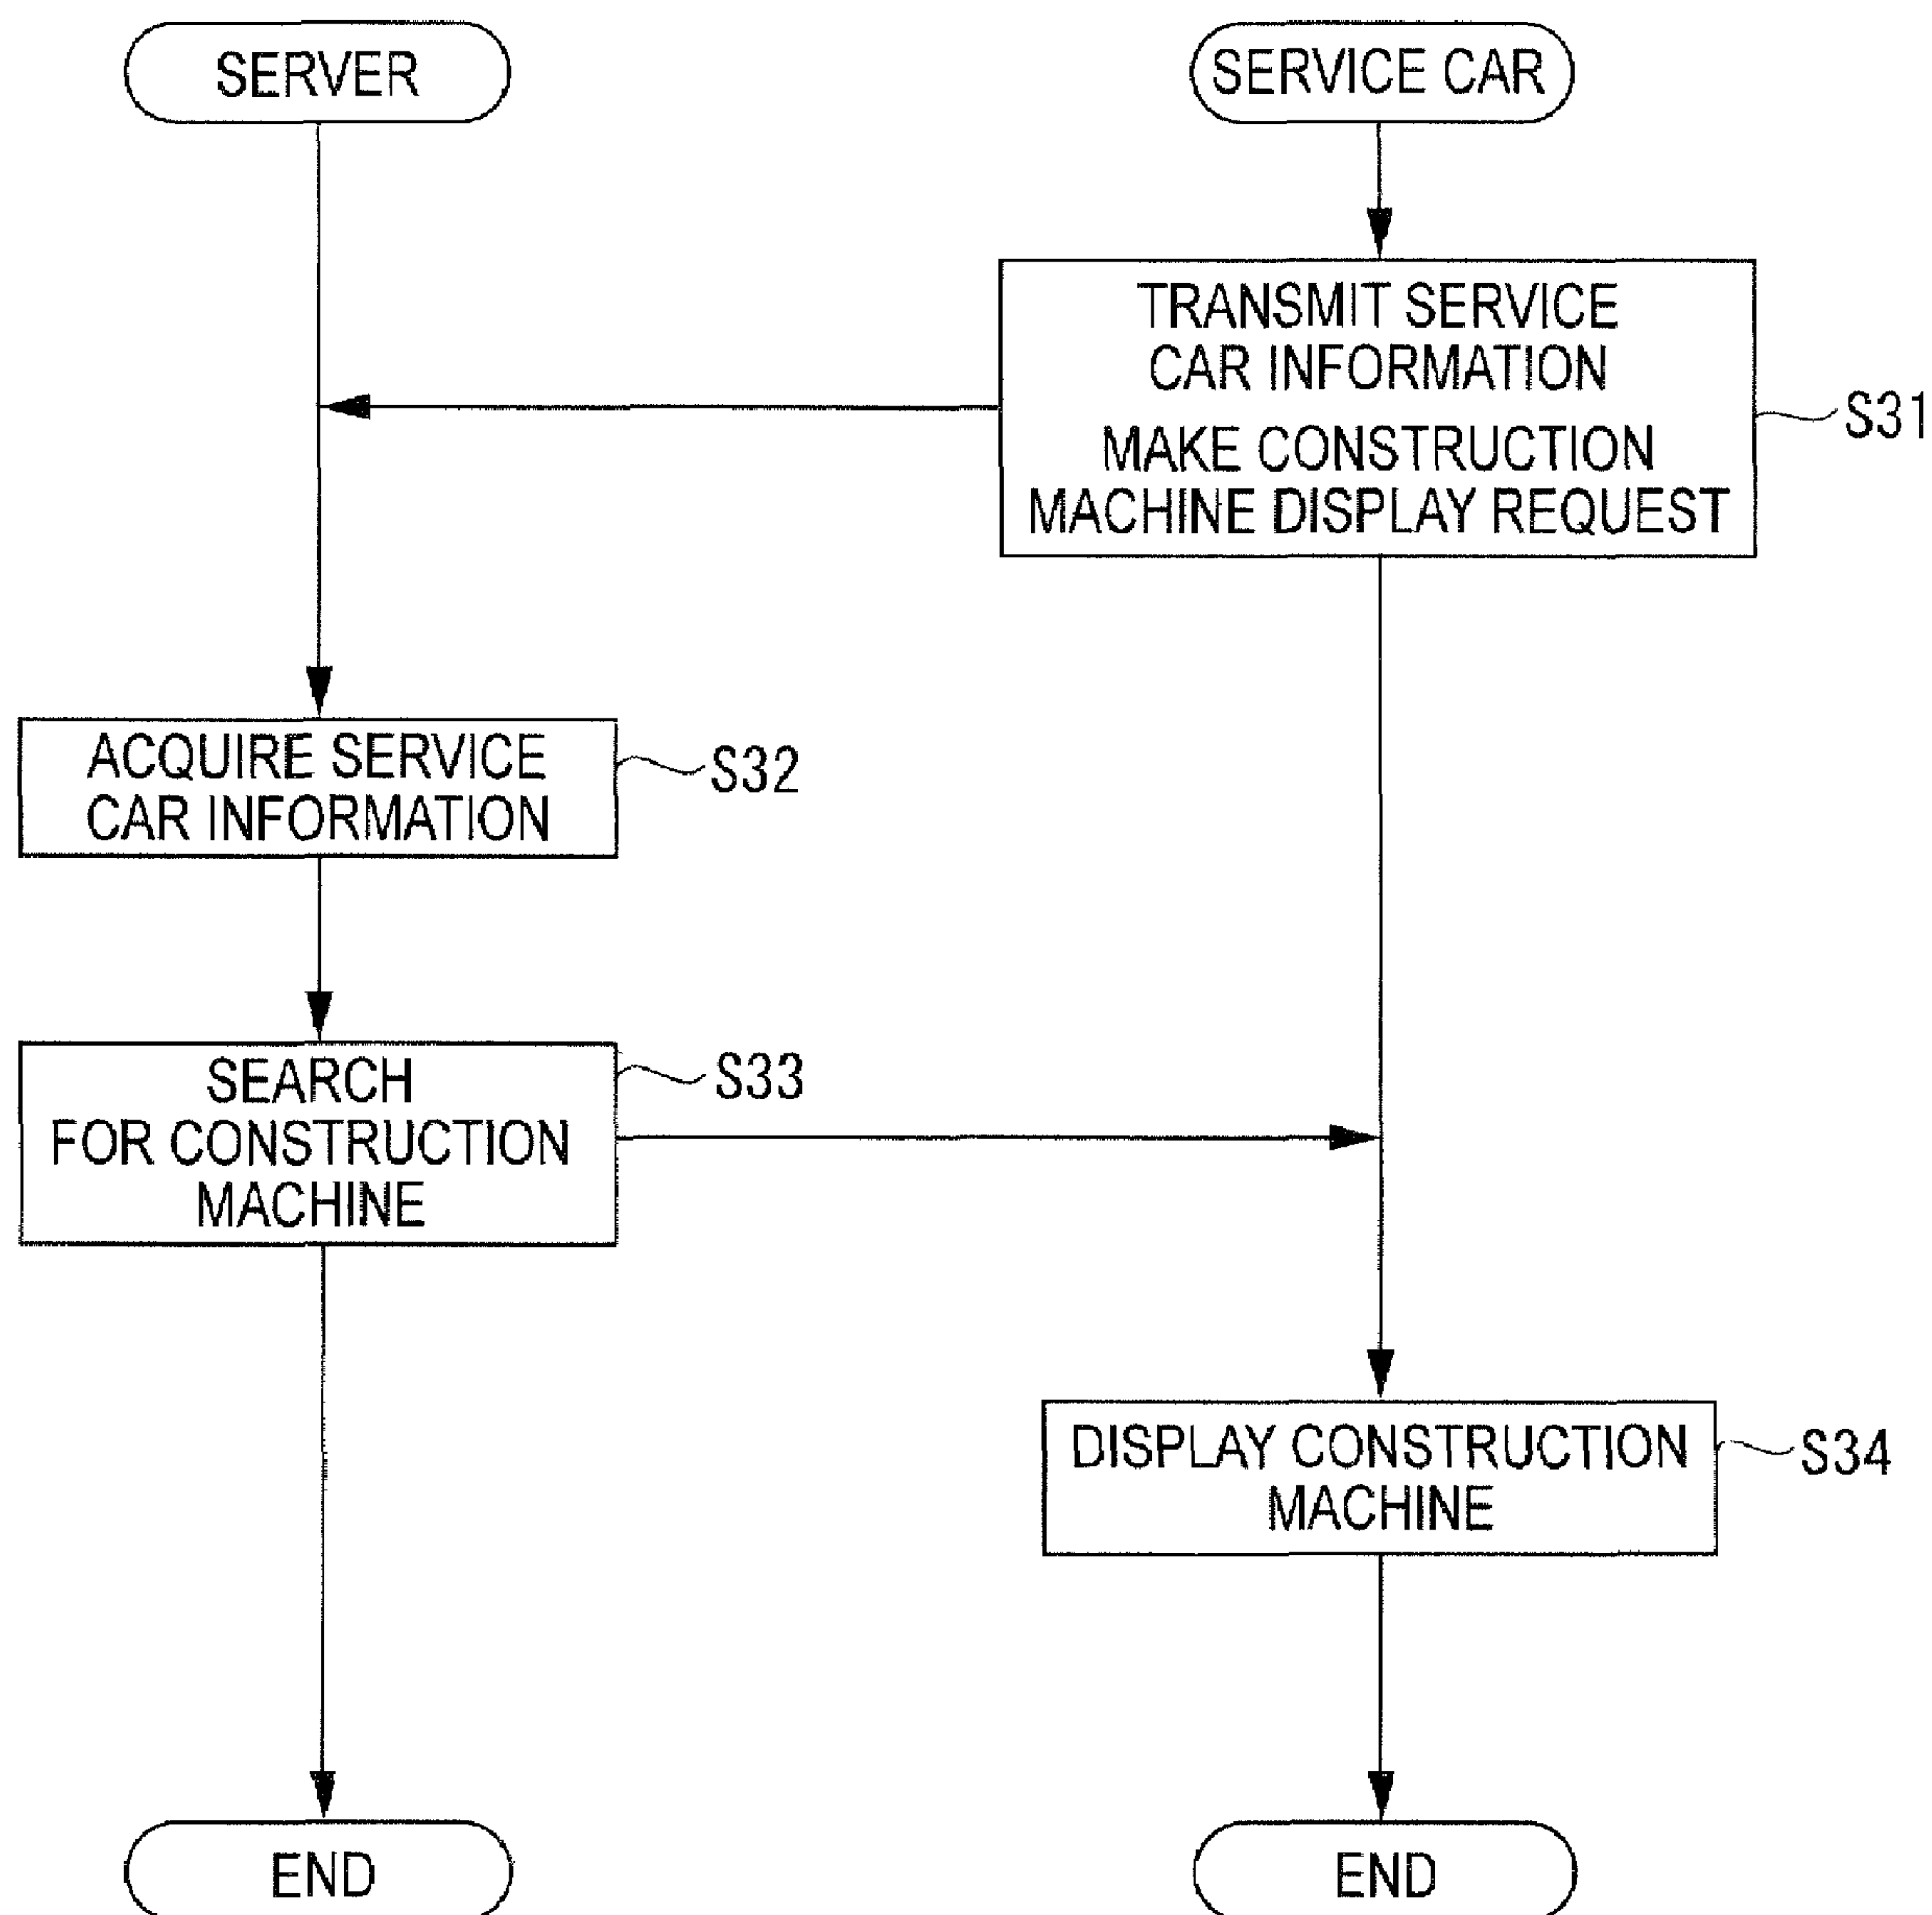 SERVER
SERVICE CAR
TRANSMIT SERVICE
CAR INFORMATION
MAKE CONSTRUCTION
MACHINE DISPLAY REQUEST
S31
ACQUIRE SERVICE
CAR INFORMATION
S32
SEARCH
FOR CONSTRUCTION
MACHINE
S33
DISPLAY CONSTRUCTION
MACHINE
S34
END
END